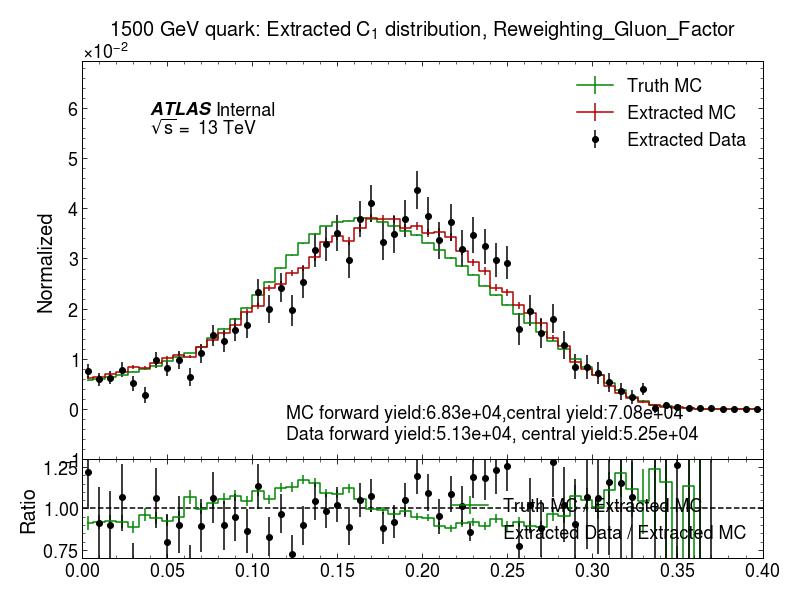 1500 GeV quark: Extracted C₁ distribution, Reweighting_Gluon_Factor
×10⁻²
Truth MC
Extracted MC
Extracted Data
ATLAS Internal
√s = 13 TeV
Normalized
6
5
4
3
2
1
0
MC forward yield:6.83e+04,central yield:7.08e+04
Data forward yield:5.13e+04, central yield:5.25e+04
Ratio
1.25
1.00
0.75
Truth MC / Extracted MC
Extracted Data / Extracted MC
0.00 0.05 0.10 0.15 0.20 0.25 0.30 0.35 0.40